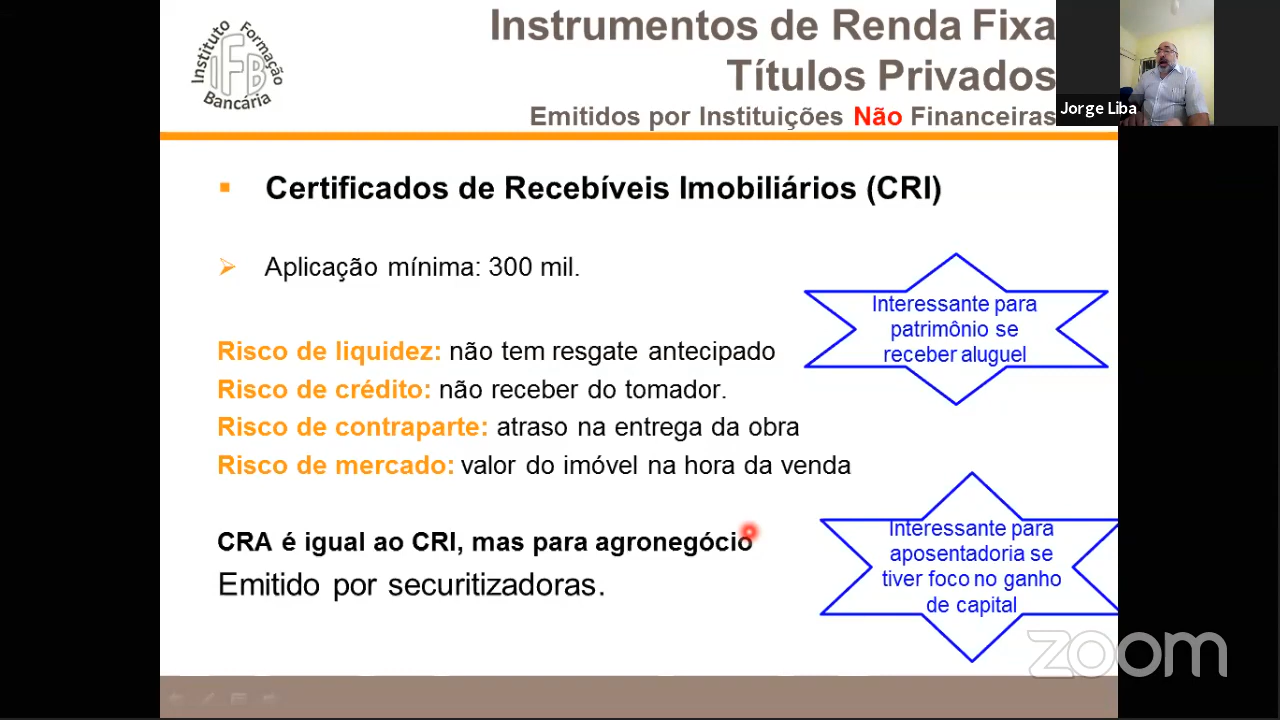 Instituto Formação
IFB
Bancária
Instrumentos de Renda Fixa
Títulos Privados
Emitidos por Instituições Não Financeiras
Jorge Liba
▪ Certificados de Recebíveis Imobiliários (CRI)
➢ Aplicação mínima: 300 mil.
Interessante para
patrimônio se
receber aluguel
Risco de liquidez: não tem resgate antecipado
Risco de crédito: não receber do tomador.
Risco de contraparte: atraso na entrega da obra
Risco de mercado: valor do imóvel na hora da venda
CRA é igual ao CRI, mas para agronegócio
Emitido por securitizadoras.
Interessante para
aposentadoria se
tiver foco no ganho
de capital
zoom